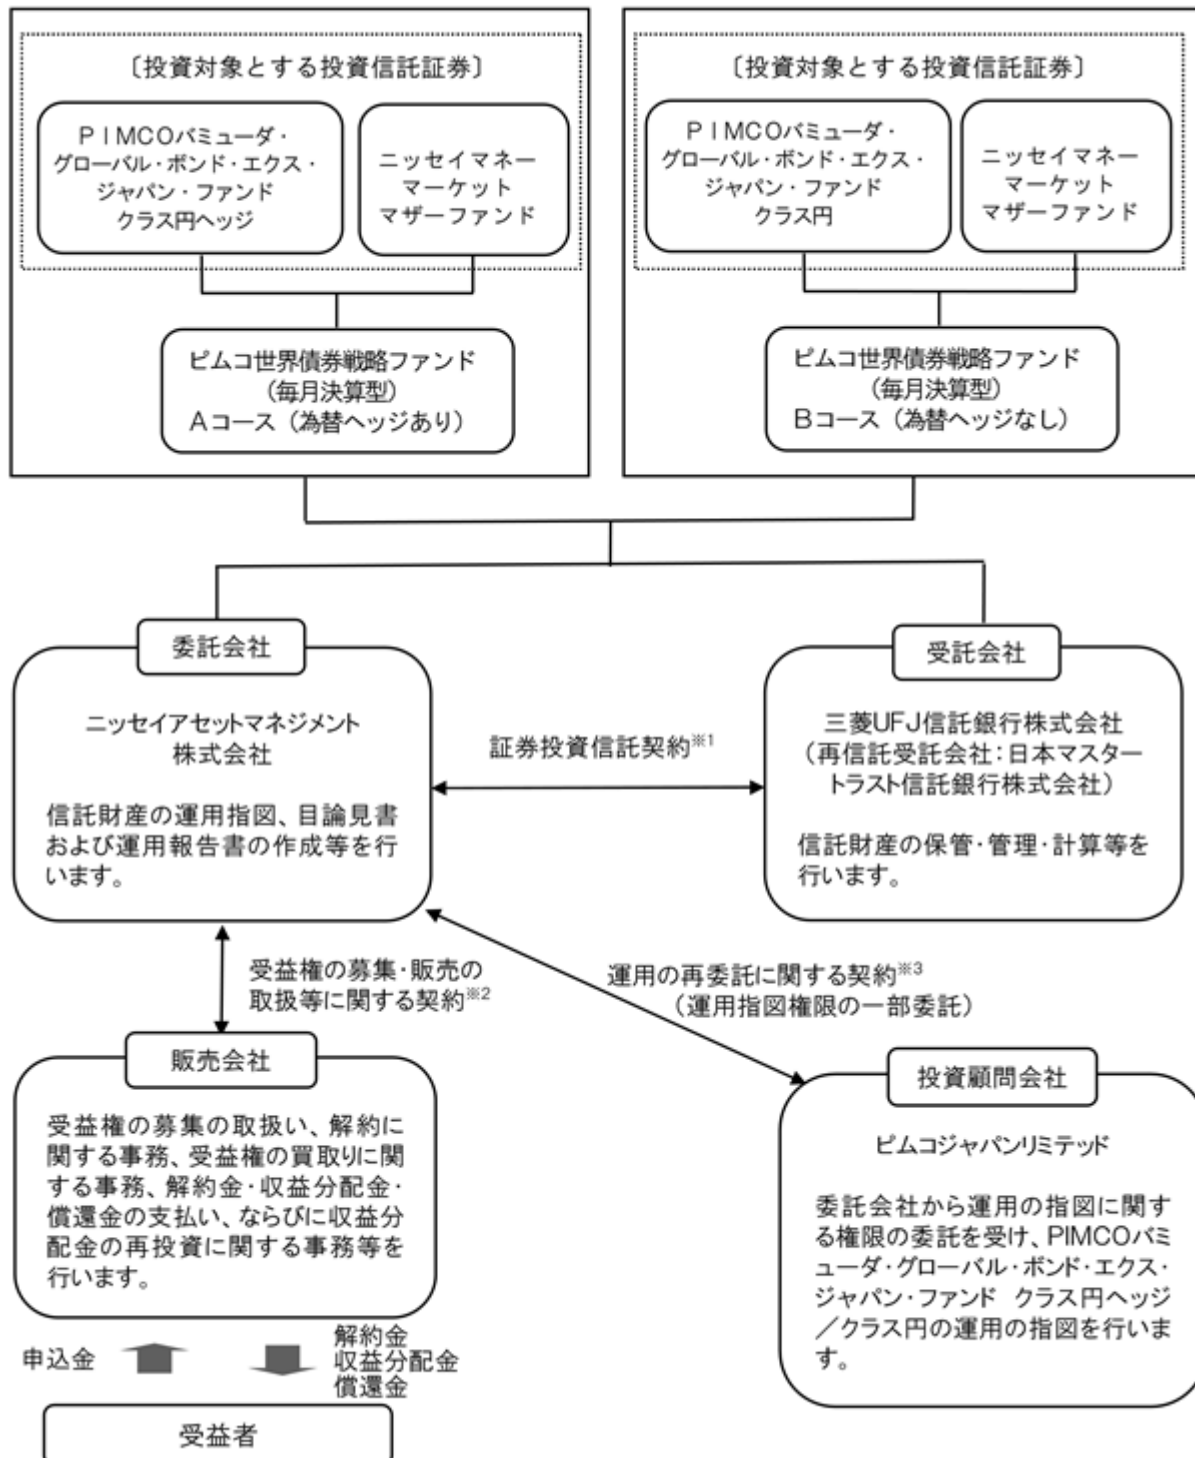 〔投資対象とする投資信託証券〕
PIMCOバミューダ・
グローバル・ボンド・エクス・
ジャパン・ファンド
クラス円ヘッジ
ニッセイマネー
マーケット
マザーファンド
ピムコ世界債券戦略ファンド
（毎月決算型）
Aコース（為替ヘッジあり）
〔投資対象とする投資信託証券〕
PIMCOバミューダ・
グローバル・ボンド・エクス・
ジャパン・ファンド
クラス円
ニッセイマネー
マーケット
マザーファンド
ピムコ世界債券戦略ファンド
（毎月決算型）
Bコース（為替ヘッジなし）
委託会社
ニッセイアセットマネジメント
株式会社
信託財産の運用指図、目論見書
および運用報告書の作成等を行
います。
証券投資信託契約※1
受託会社
三菱UFJ信託銀行株式会社
（再信託受託会社：日本マスター
トラスト信託銀行株式会社）
信託財産の保管・管理・計算等を
行います。
受益権の募集・販売の
取扱等に関する契約※2
運用の再委託に関する契約※3
（運用指図権限の一部委託）
販売会社
受益権の募集の取扱い、解約に
関する事務、受益権の買取りに関
する事務、解約金・収益分配金・
償還金の支払い、ならびに収益分
配金の再投資に関する事務等を
行います。
投資顧問会社
ピムコジャパンリミテッド
委託会社から運用の指図に関す
る権限の委託を受け、PIMCOバミ
ューダ・グローバル・ボンド・エクス・
ジャパン・ファンド クラス円ヘッジ
／クラス円の運用の指図を行いま
す。
申込金
解約金
収益分配金
償還金
受益者